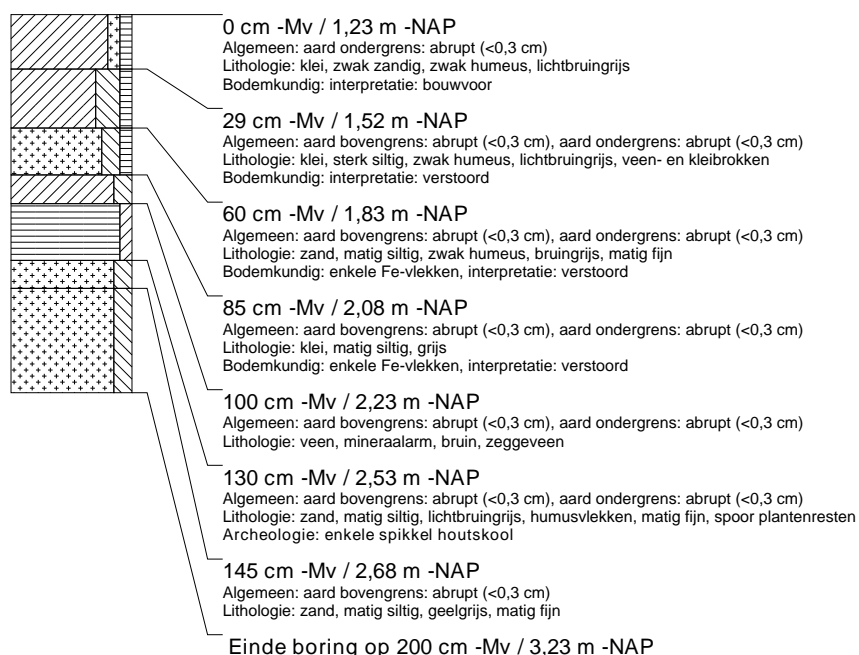 0 cm -Mv / 1,23 m -NAP
Algemeen: aard ondergrens: abrupt (<0,3 cm)
Lithologie: klei, zwak zandig, zwak humeus, lichtbruingrijs
Bodemkundig: interpretatie: bouwvoor
29 cm -Mv / 1,52 m -NAP
Algemeen: aard bovengrens: abrupt (<0,3 cm), aard ondergrens: abrupt (<0,3 cm)
Lithologie: klei, sterk siltig, zwak humeus, lichtbruingrijs, veen- en kleibrokken
Bodemkundig: interpretatie: verstoord
60 cm -Mv / 1,83 m -NAP
Algemeen: aard bovengrens: abrupt (<0,3 cm), aard ondergrens: abrupt (<0,3 cm)
Lithologie: zand, matig siltig, zwak humeus, bruingrijs, matig fijn
Bodemkundig: enkele Fe-vlekken, interpretatie: verstoord
85 cm -Mv / 2,08 m -NAP
Algemeen: aard bovengrens: abrupt (<0,3 cm), aard ondergrens: abrupt (<0,3 cm)
Lithologie: klei, matig siltig, grijs
Bodemkundig: enkele Fe-vlekken, interpretatie: verstoord
100 cm -Mv / 2,23 m -NAP
Algemeen: aard bovengrens: abrupt (<0,3 cm), aard ondergrens: abrupt (<0,3 cm)
Lithologie: veen, mineraalarm, bruin, zeggeveen
130 cm -Mv / 2,53 m -NAP
Algemeen: aard bovengrens: abrupt (<0,3 cm), aard ondergrens: abrupt (<0,3 cm)
Lithologie: zand, matig siltig, lichtbruingrijs, humusvlekken, matig fijn, spoor plantenresten
Archeologie: enkele spikkel houtskool
145 cm -Mv / 2,68 m -NAP
Algemeen: aard bovengrens: abrupt (<0,3 cm)
Lithologie: zand, matig siltig, geelgrijs, matig fijn
Einde boring op 200 cm -Mv / 3,23 m -NAP